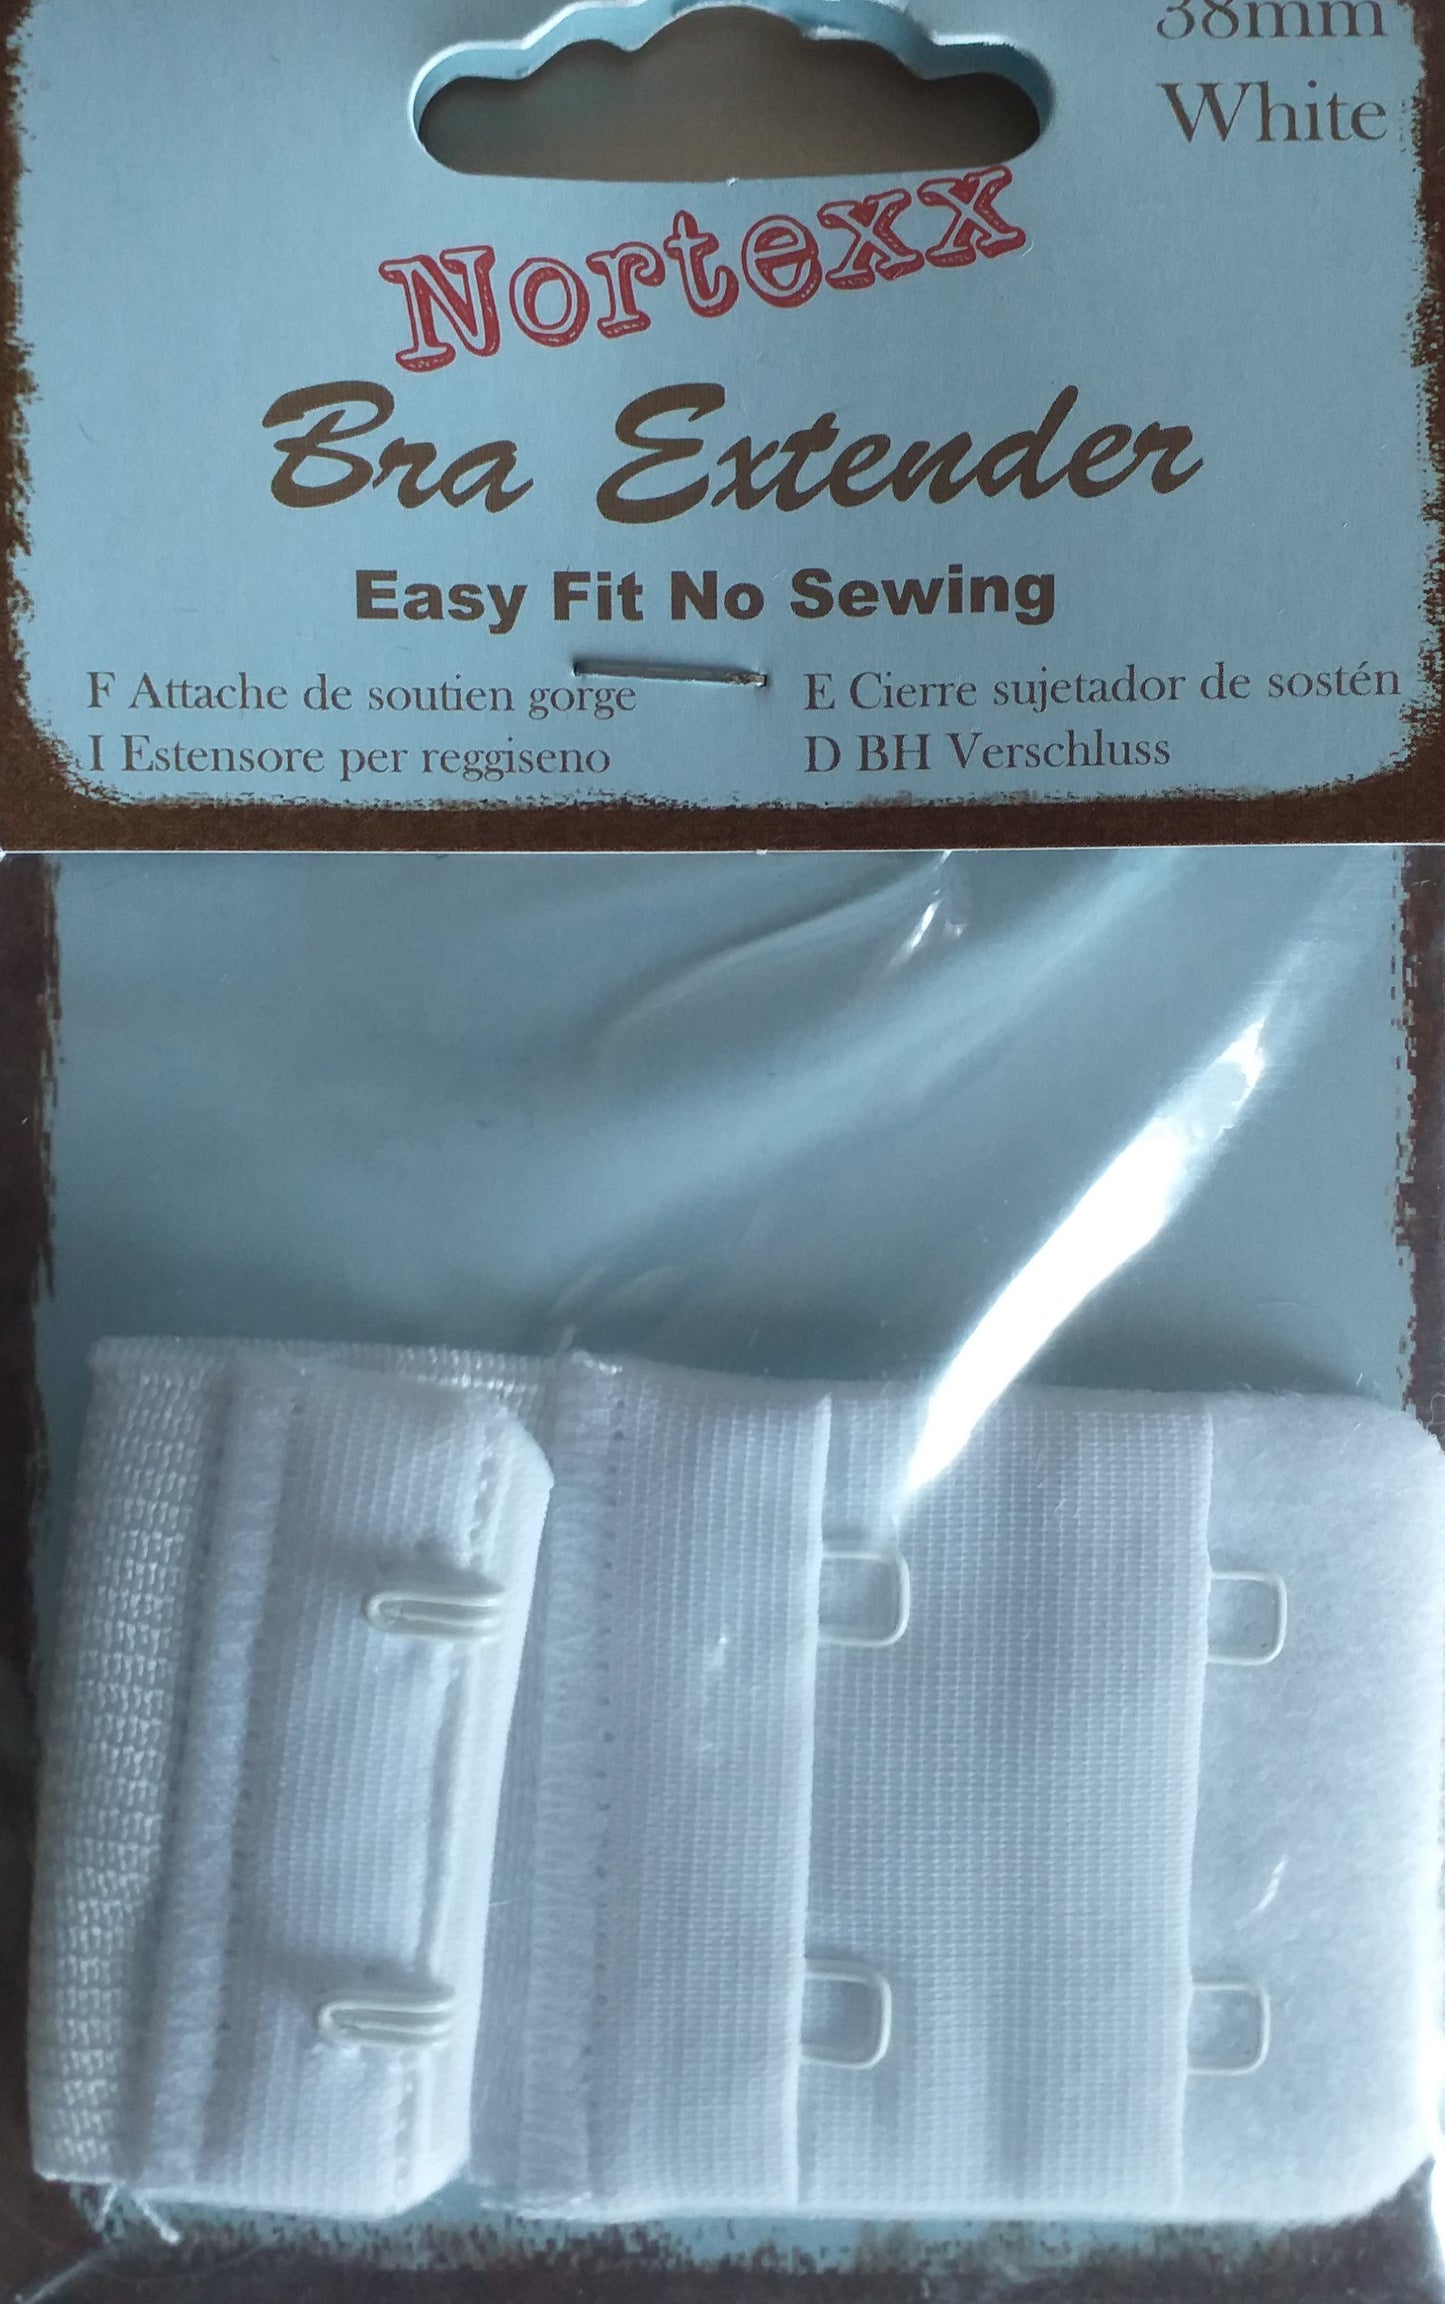 38mm
White
Nortexx
Bra Extender
Easy Fit No Sewing
F Attache de soutien gorge
E Cierre sujetador de sostén
I Estensore per reggiseno
D BH Verschluss